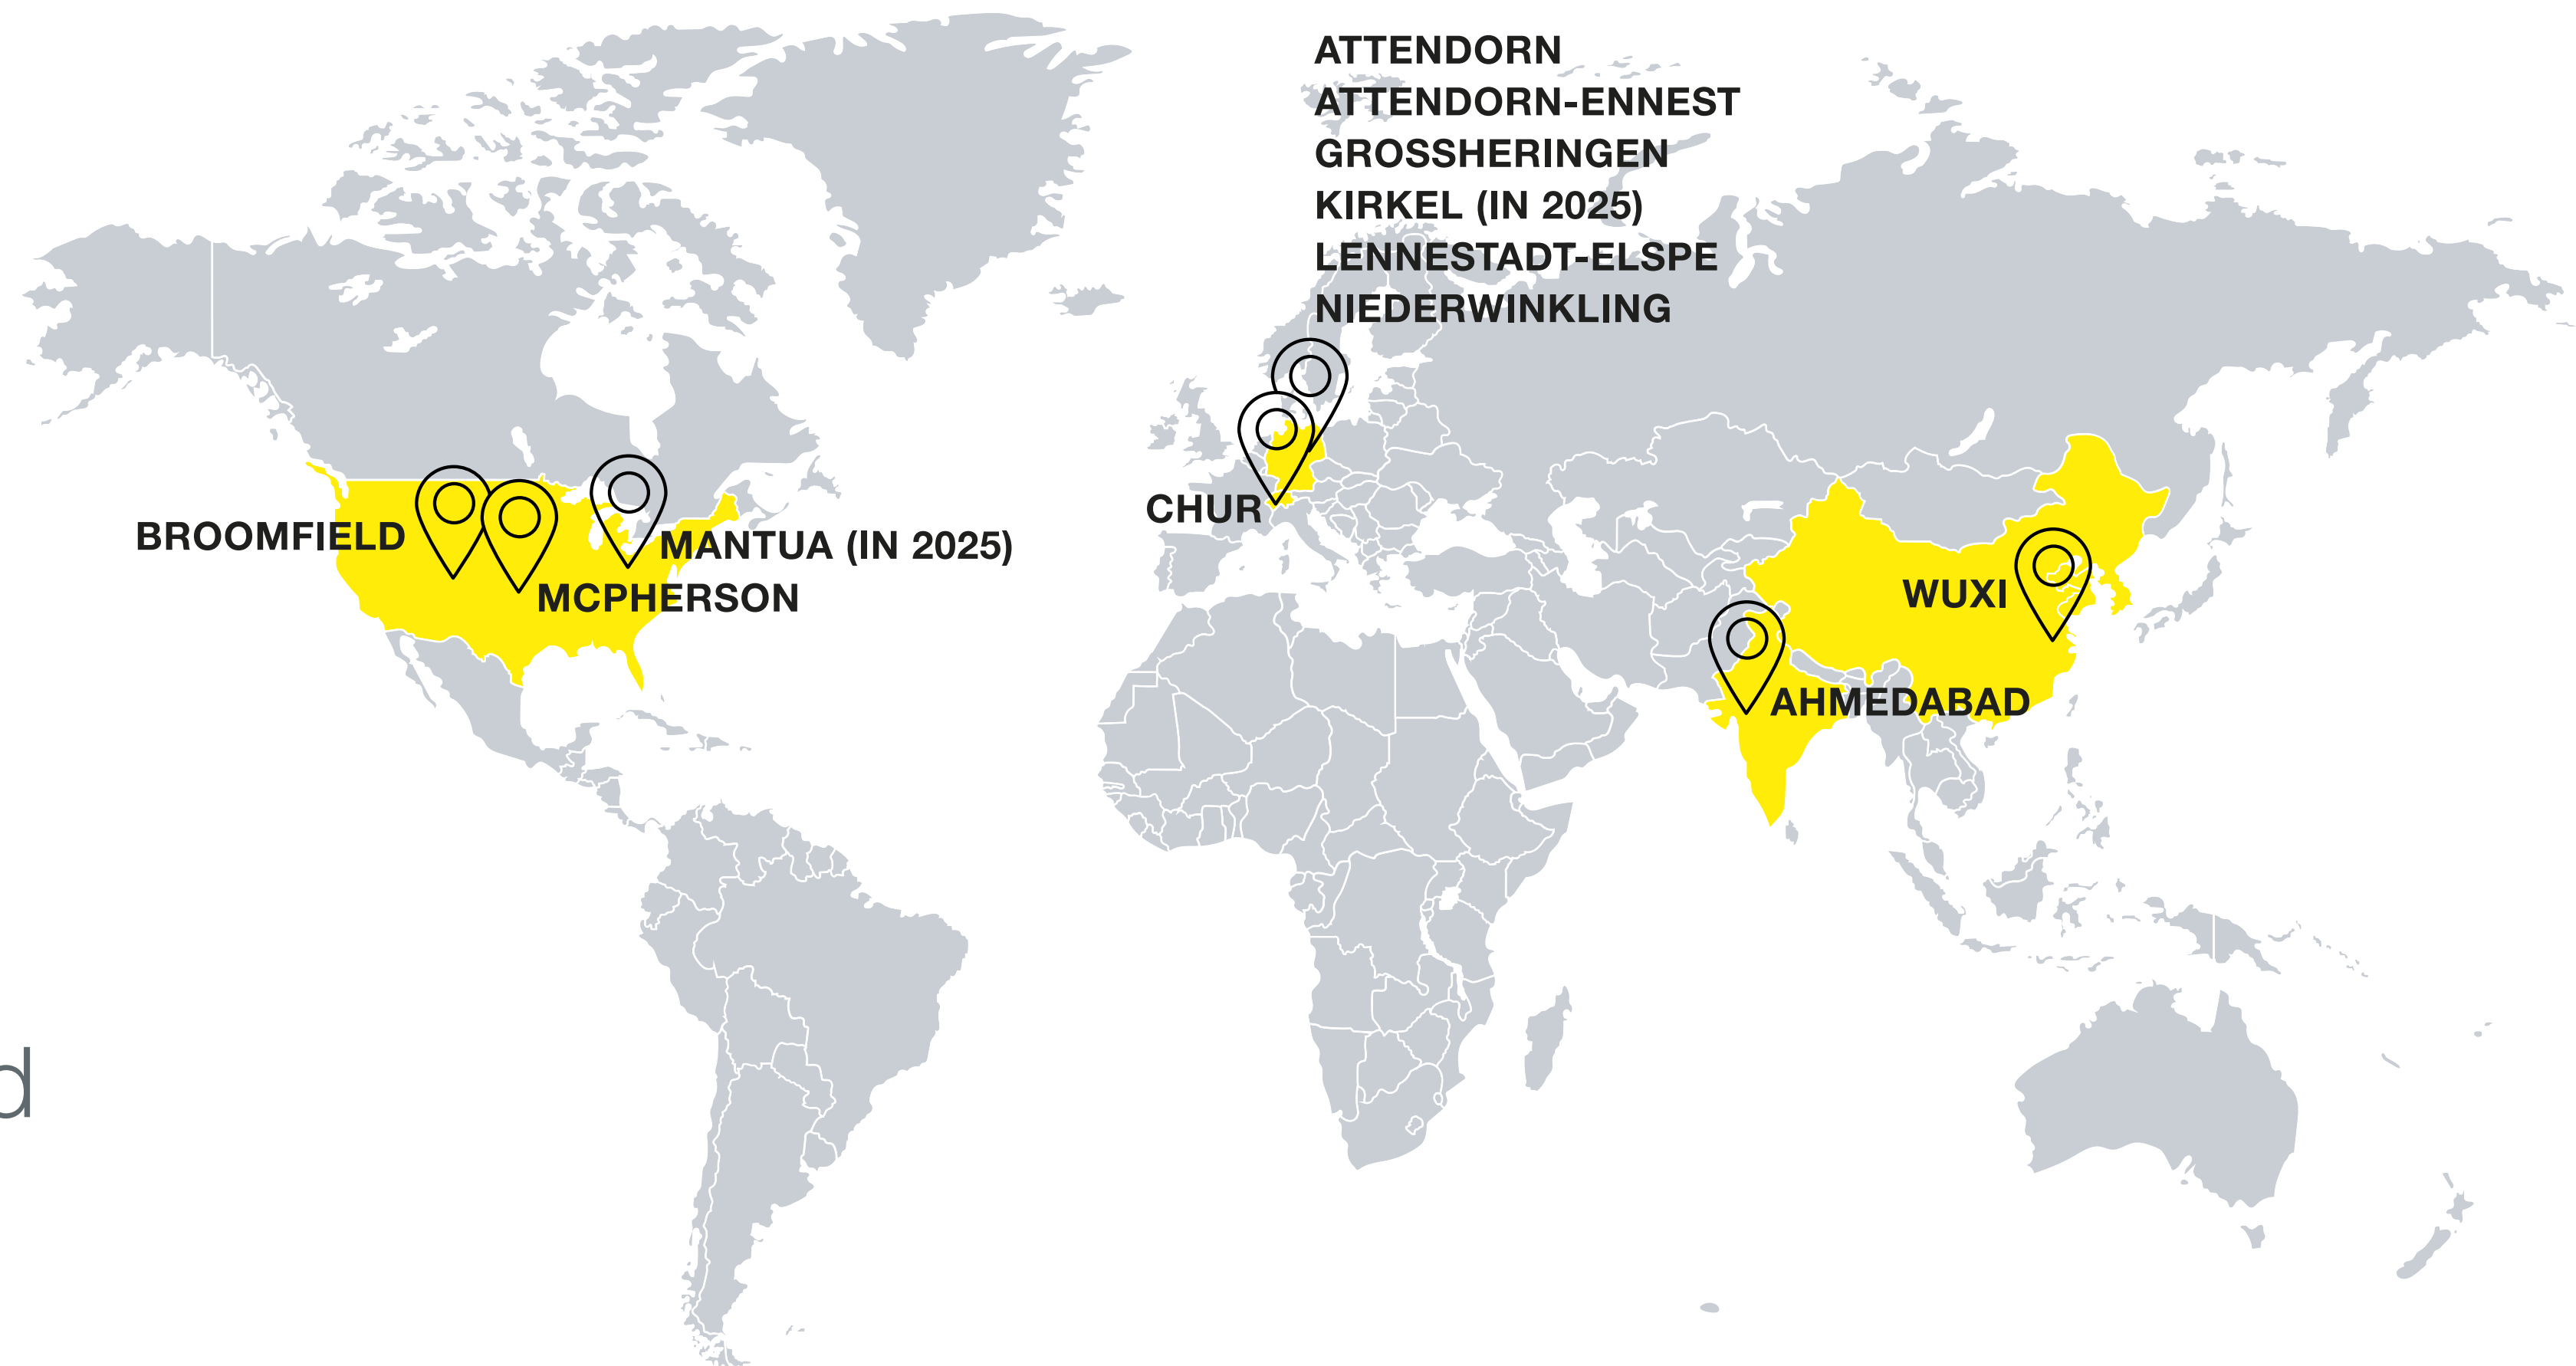 ATTENDORN
ATTENDORN-ENNEST
GROSSHERINGEN
KIRKEL (IN 2025)
LENNESTADT-ELSPE
NIEDERWINKLING
CHUR
BROOMFIELD
MANTUA (IN 2025)
MCPHERSON
WUXI
AHMEDABAD
d